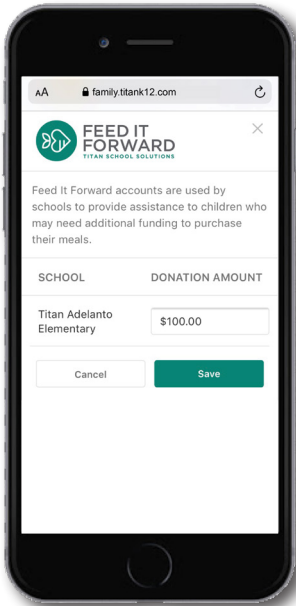 AA family.titank12.com
FEED IT
FORWARD
TITAN SCHOOL SOLUTIONS
Feed It Forward accounts are used by
schools to provide assistance to children who
may need additional funding to purchase
their meals.
SCHOOL DONATION AMOUNT
Titan Adelanto
Elementary
$100.00
Cancel Save